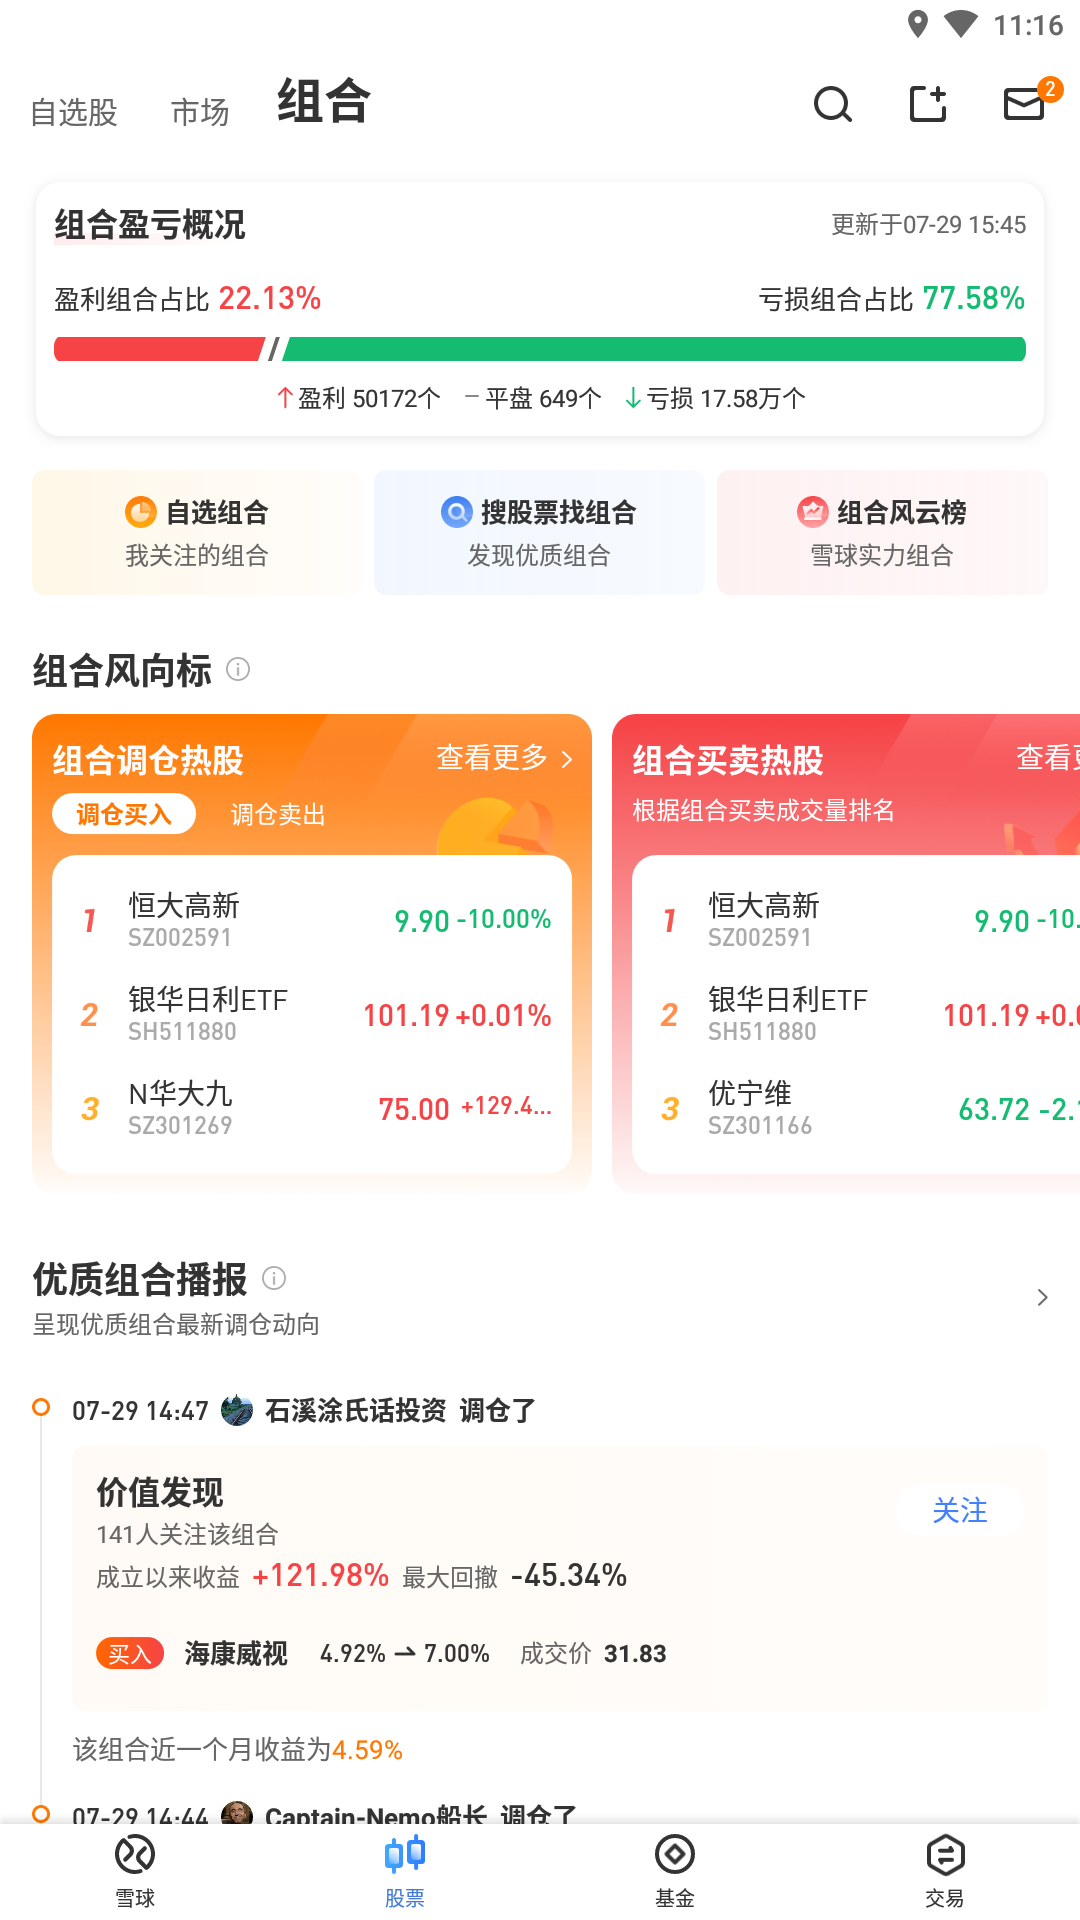 11:16
自选股 市场 组合
2
组合盈亏概况 更新于07-29 15:45
盈利组合占比 22.13% 亏损组合占比 77.58%
盈利 50172个 平盘 649个 亏损 17.58万个
自选组合 搜股票找组合 组合风云榜
我关注的组合 发现优质组合 雪球实力组合
组合风向标
组合调仓热股 查看更多
调仓买入 调仓卖出
1 恒大高新 9.90 -10.00%
SZ002591
2 银华日利ETF 101.19 +0.01%
SH511880
3 N华大九 75.00 +129.4...
SZ301269
组合买卖热股 查看
根据组合买卖成交量排名
1 恒大高新 9.90 -10.
SZ002591
2 银华日利ETF 101.19 +0.
SH511880
3 优宁维 63.72 -2.
SZ301166
优质组合播报
呈现优质组合最新调仓动向
07-29 14:47 石溪涂氏话投资 调仓了
价值发现 关注
141人关注该组合
成立以来收益 +121.98% 最大回撤 -45.34%
买入 海康威视 4.92% 7.00% 成交价 31.83
该组合近一个月收益为4.59%
07-29 14:44 Captain-Nemo船长 调仓了
雪球 股票 基金 交易